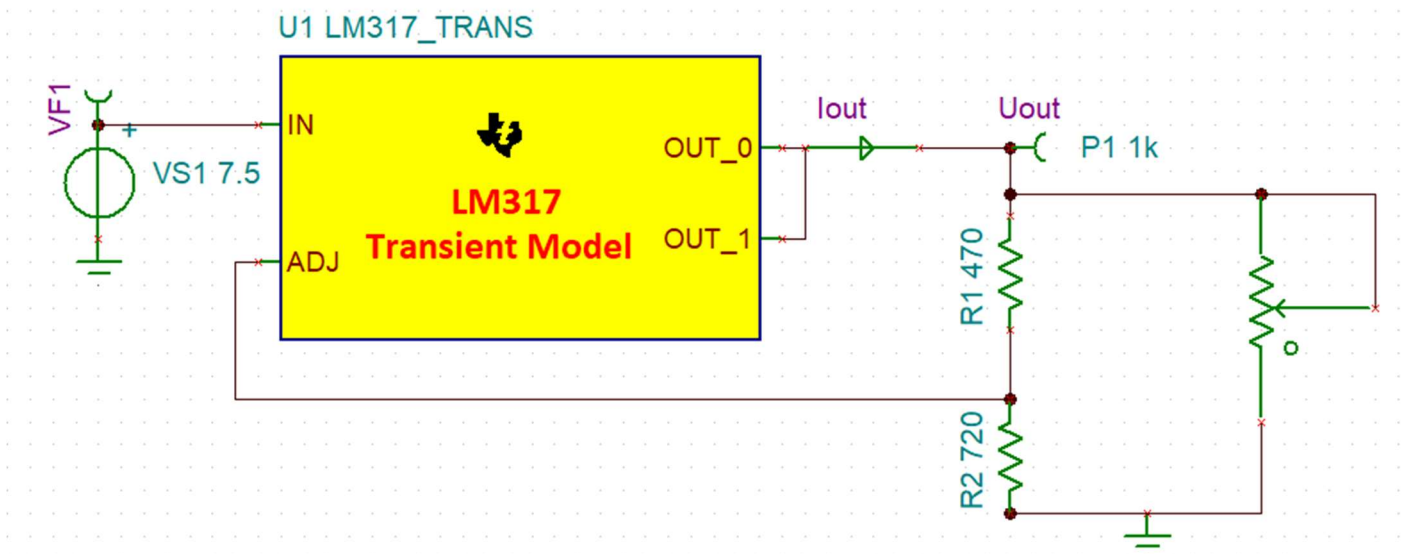 U1 LM317_TRANS
VF1
+
VS1 7.5
IN
ADJ
LM317
Transient Model
OUT_0
OUT_1
Iout
Uout
P1 1k
R1 470
R2 720